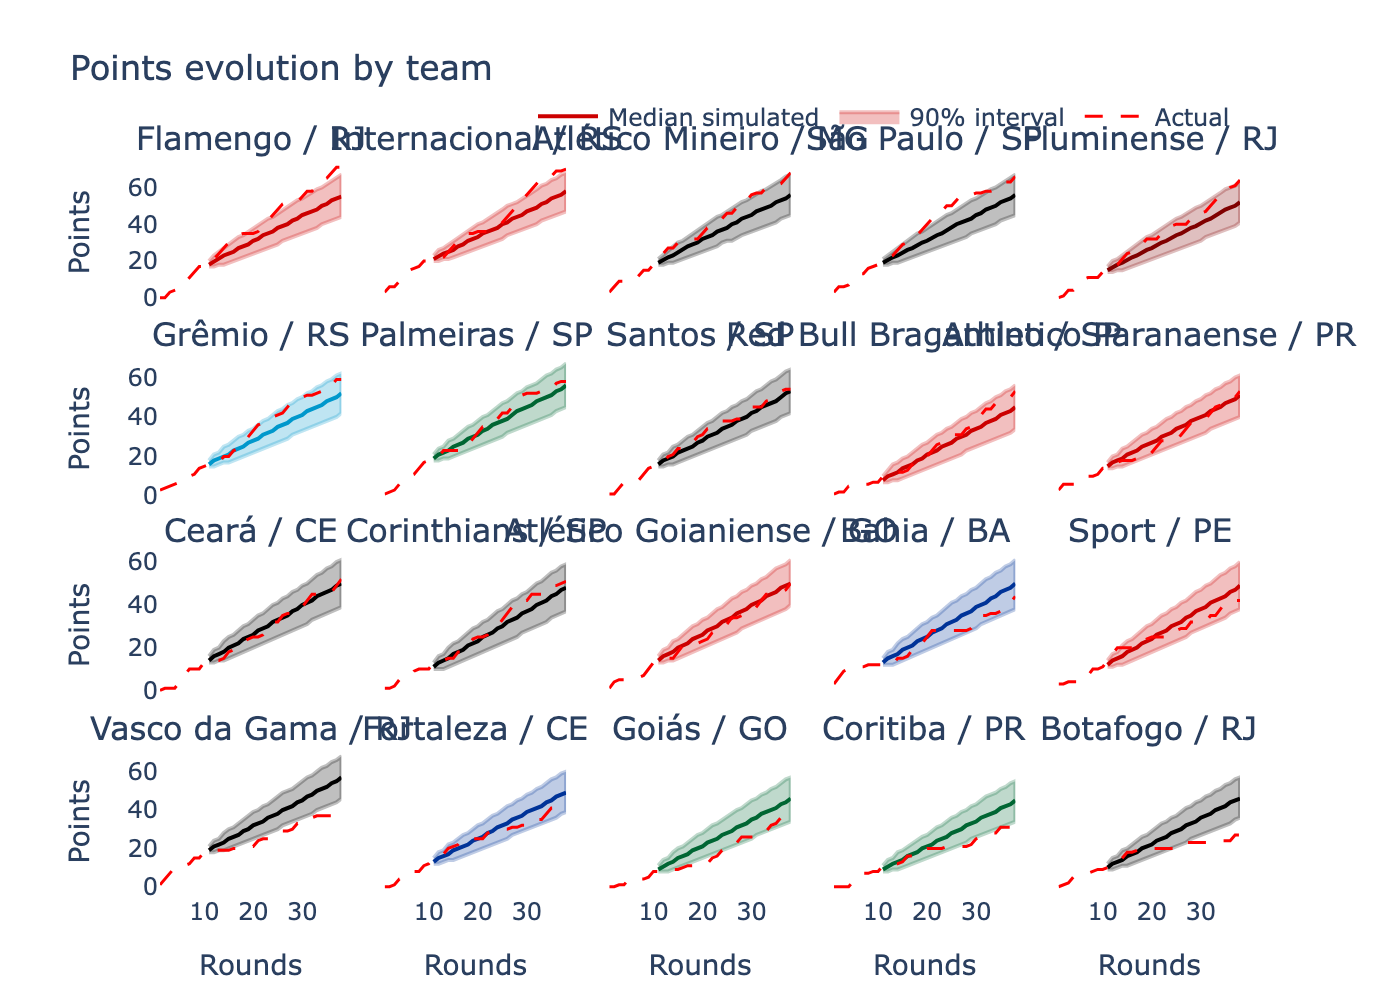 Points evolution by team
Median simulated 90% interval Actual
Flamengo / RJ Internacional / RS Atlético Mineiro / MG São Paulo / SP Fluminense / RJ
Points
60
40
20
0
Grêmio / RS Palmeiras / SP Santos / SP Red Bull Bragantino / SP Athletico Paranaense / PR
Points
60
40
20
0
Ceará / CE Corinthians / SP Atlético Goianiense / GO Bahia / BA Sport / PE
Points
60
40
20
0
Vasco da Gama / RJ Fortaleza / CE Goiás / GO Coritiba / PR Botafogo / RJ
Points
60
40
20
0
10 20 30 10 20 30 10 20 30 10 20 30 10 20 30
Rounds Rounds Rounds Rounds Rounds